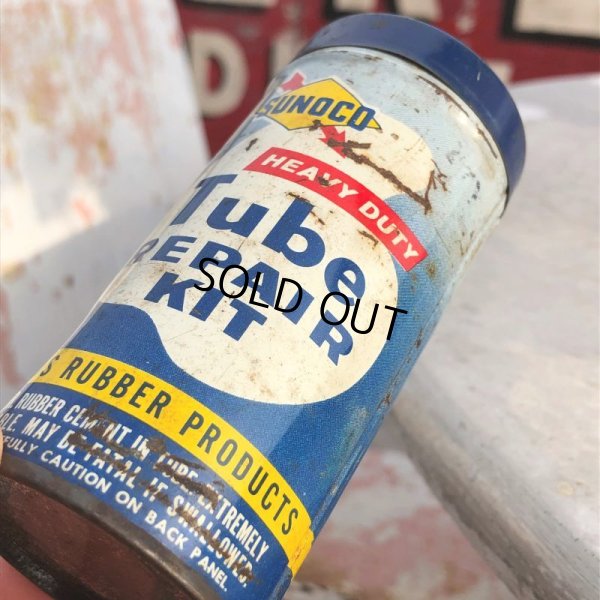 SUNOCO
HEAVY DUTY
Tube
REPAIR
KIT
SOLD OUT
RUBBER PRODUCTS
RUBBER CEMENT IN TUBE EXTREMELY
MAY BE FATAL IF SWALLOWED.
CAUTION ON BACK PANEL.